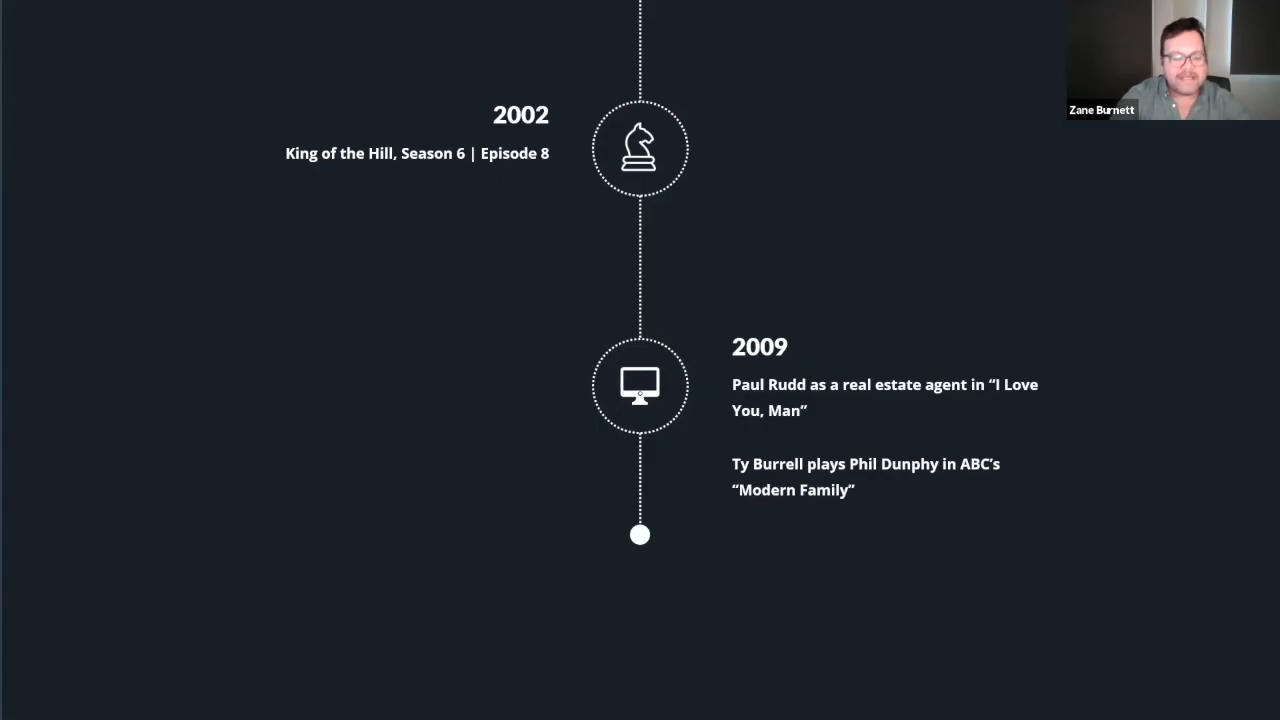 2002
King of the Hill, Season 6 | Episode 8
Zane Burnett
2009
Paul Rudd as a real estate agent in “I Love
You, Man”
Ty Burrell plays Phil Dunphy in ABC’s
“Modern Family”